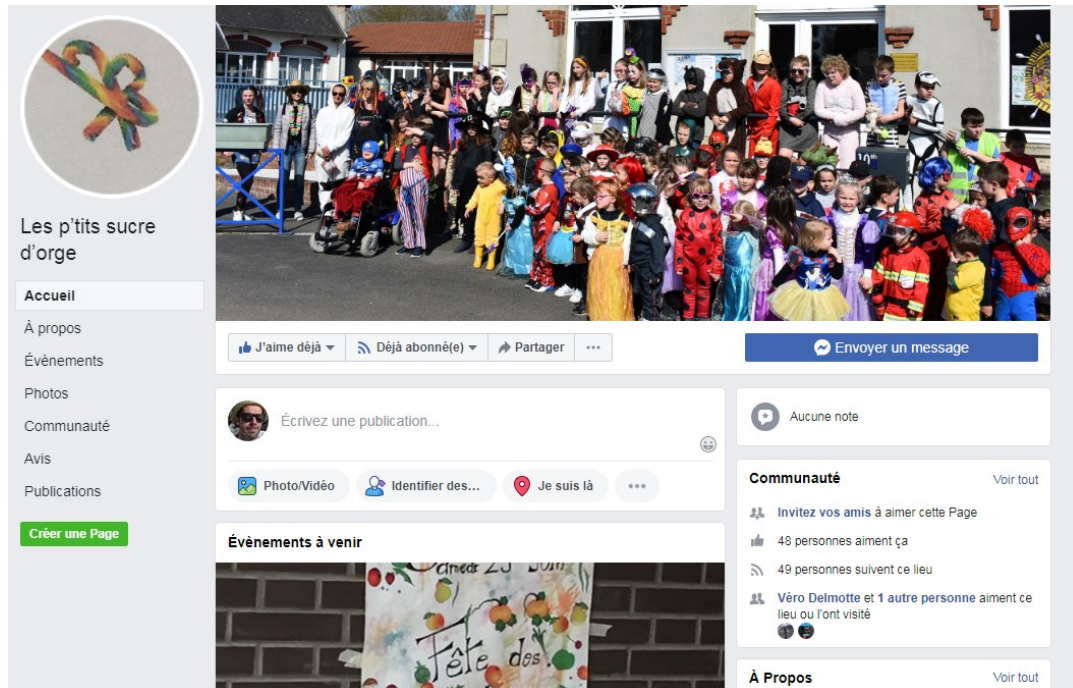 Les p'tits sucre
d'orge
Accueil
À propos
Évènements
Photos
Communauté
Avis
Publications
Créer une Page
10
J'aime déjà
Déjà abonné(e)
Partager
Envoyer un message
Écrivez une publication...
Photo/Vidéo
Identifier des...
Je suis là
Évènements à venir
Fête des
Aucune note
Communauté
Voir tout
Invitez vos amis à aimer cette Page
48 personnes aiment ça
49 personnes suivent ce lieu
Véro Delmotte et 1 autre personne aiment ce
lieu ou l'ont visité
À Propos
Voir tout